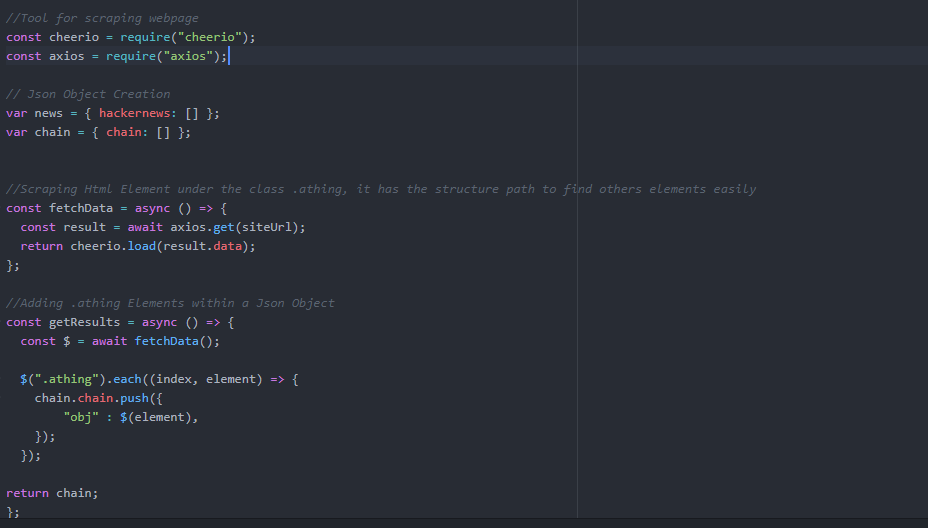 //Tool for scraping webpage
const cheerio = require("cheerio");
const axios = require("axios");
// Json Object Creation
var news = { hackernews: [] };
var chain = { chain: [] };
//Scraping Html Element under the class .athing, it has the structure path to find others elements easily
const fetchData = async () => {
  const result = await axios.get(siteUrl);
  return cheerio.load(result.data);
};
//Adding .athing Elements within a Json Object
const getResults = async () => {
  const $ = await fetchData();
  $(".athing").each((index, element) => {
    chain.chain.push({
        "obj" : $(element),
    });
  });
return chain;
};